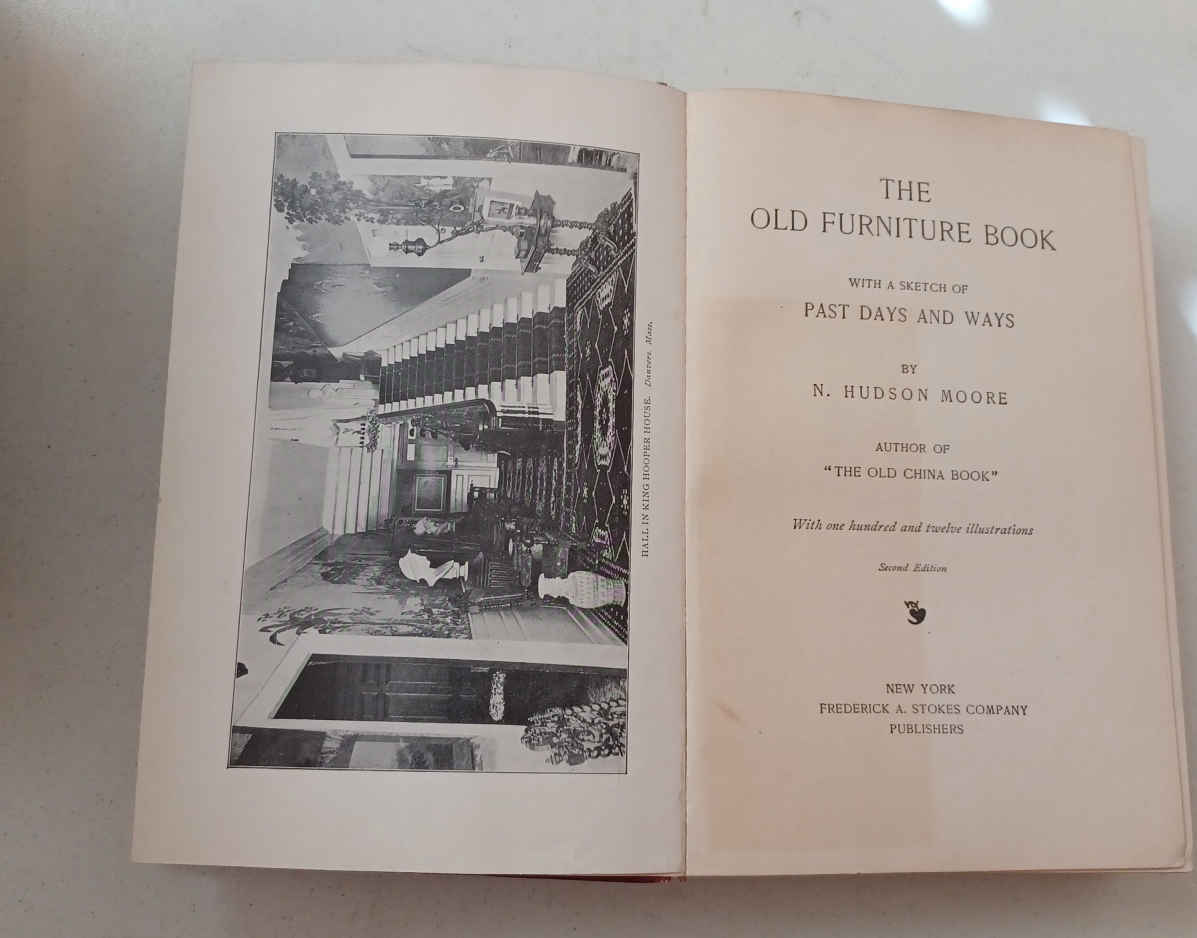 HALL IN KING HOOPER HOUSE. Danvers, Mass.
THE
OLD FURNITURE BOOK
WITH A SKETCH OF
PAST DAYS AND WAYS
BY
N. HUDSON MOORE
AUTHOR OF
"THE OLD CHINA BOOK"
With one hundred and twelve illustrations
Second Edition
NEW YORK
FREDERICK A. STOKES COMPANY
PUBLISHERS